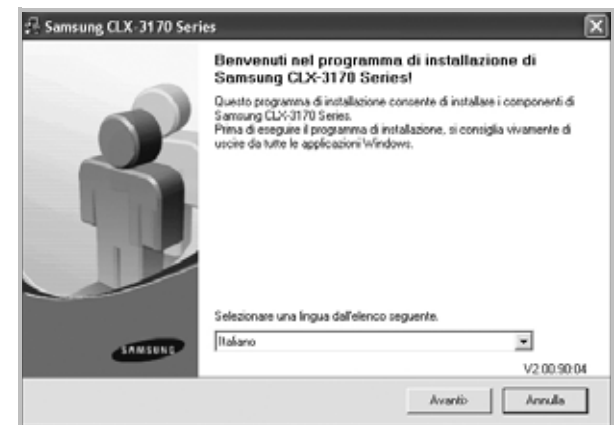 Samsung CLX-3170 Series
Benvenuti nel programma di installazione di
Samsung CLX-3170 Series!
Questo programma di installazione consente di installare i componenti di
Samsung CLX-3170 Series.
Prima di eseguire il programma di installazione, si consiglia vivamente di
uscire da tutte le applicazioni Windows.
Selezionare una lingua dall'elenco seguente.
Italiano
SAMSUNG
V2.00.90:04
Avanti>
Annulla